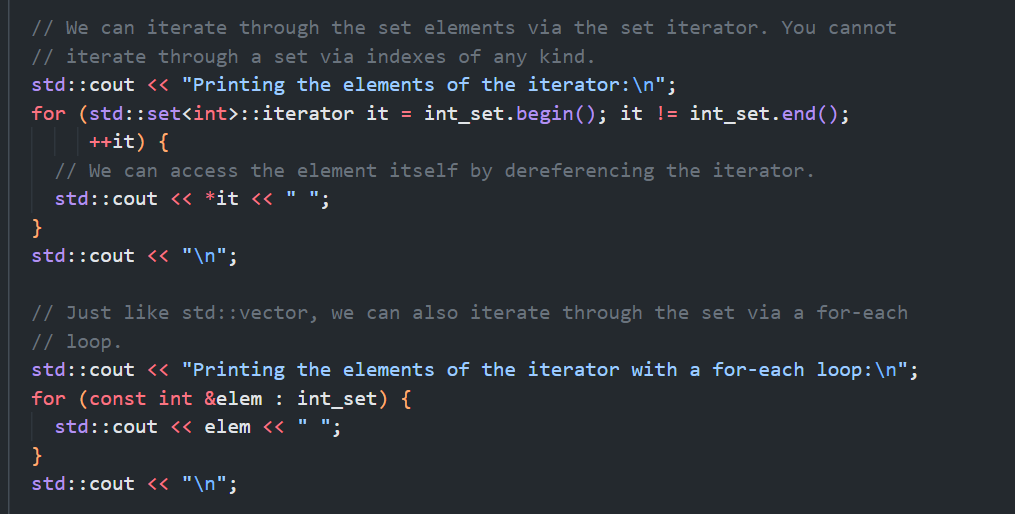 // We can iterate through the set elements via the set iterator. You cannot
// iterate through a set via indexes of any kind.
std::cout << "Printing the elements of the iterator:\n";
for (std::set<int>::iterator it = int_set.begin(); it != int_set.end();
     ++it) {
  // We can access the element itself by dereferencing the iterator.
  std::cout << *it << " ";
}
std::cout << "\n";

// Just like std::vector, we can also iterate through the set via a for-each
// loop.
std::cout << "Printing the elements of the iterator with a for-each loop:\n";
for (const int &elem : int_set) {
  std::cout << elem << " ";
}
std::cout << "\n";